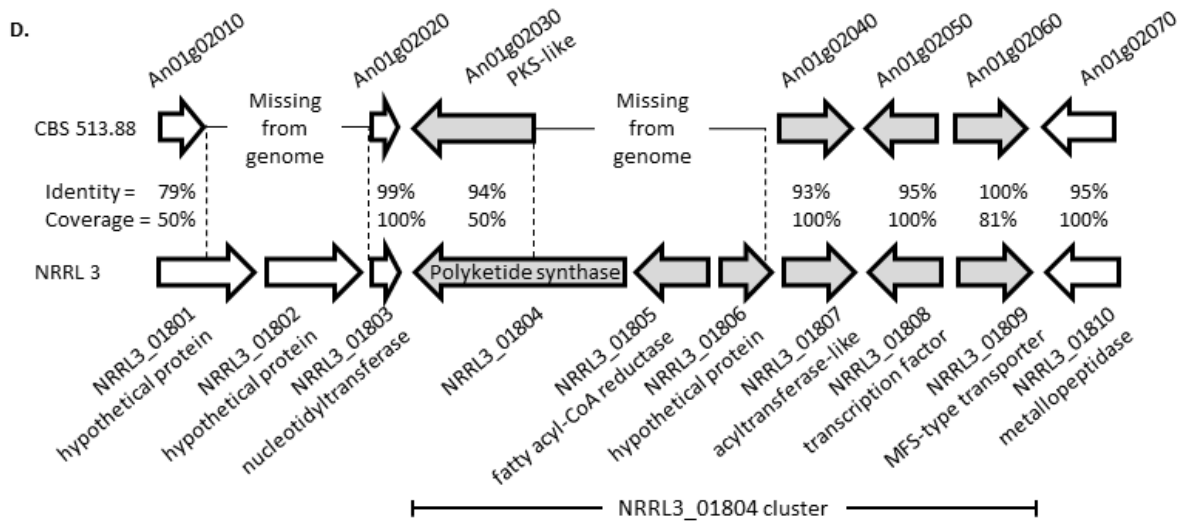 D.
An01g02010
An01g02020
An01g02030
PKS-like
An01g02040
An01g02050
An01g02060
An01g02070
CBS 513.88
Missing
from
genome
Missing
from
genome
Identity = 79% 99% 94% 93% 95% 100% 95%
Coverage = 50% 100% 50% 100% 100% 81% 100%
NRRL 3
Polyketide synthase
NRRL3_01801
hypothetical protein
NRRL3_01802
hypothetical protein
NRRL3_01803
nucleotidyltransferase
NRRL3_01804
NRRL3_01805
fatty acyl-CoA reductase
NRRL3_01806
hypothetical protein
NRRL3_01807
acyltransferase-like
NRRL3_01808
transcription factor
NRRL3_01809
MFS-type transporter
NRRL3_01810
metallopeptidase
NRRL3_01804 cluster